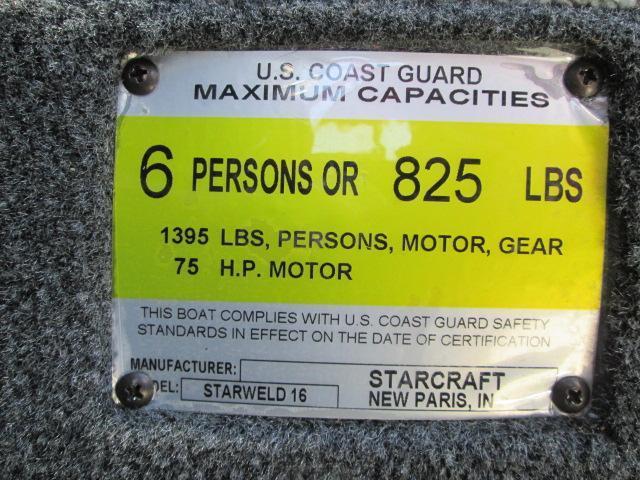 U.S. COAST GUARD
MAXIMUM CAPACITIES
6 PERSONS OR 825 LBS
1395 LBS, PERSONS, MOTOR, GEAR
75 H.P. MOTOR
THIS BOAT COMPLIES WITH U.S. COAST GUARD SAFETY
STANDARDS IN EFFECT ON THE DATE OF CERTIFICATION
MANUFACTURER: STARCRAFT
STARWELD 16 NEW PARIS, IN